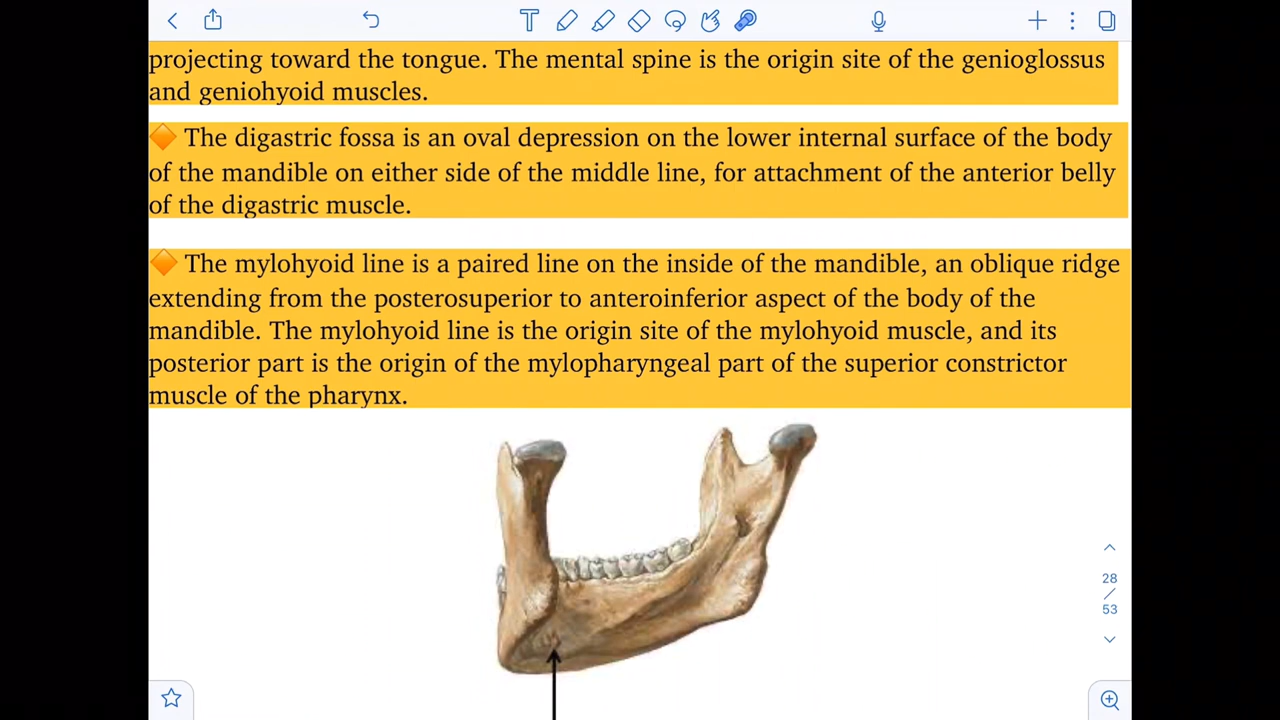 projecting toward the tongue. The mental spine is the origin site of the genioglossus
and geniohyoid muscles.
🔶 The digastric fossa is an oval depression on the lower internal surface of the body
of the mandible on either side of the middle line, for attachment of the anterior belly
of the digastric muscle.
🔶 The mylohyoid line is a paired line on the inside of the mandible, an oblique ridge
extending from the posterosuperior to anteroinferior aspect of the body of the
mandible. The mylohyoid line is the origin site of the mylohyoid muscle, and its
posterior part is the origin of the mylopharyngeal part of the superior constrictor
muscle of the pharynx.
28
/
53